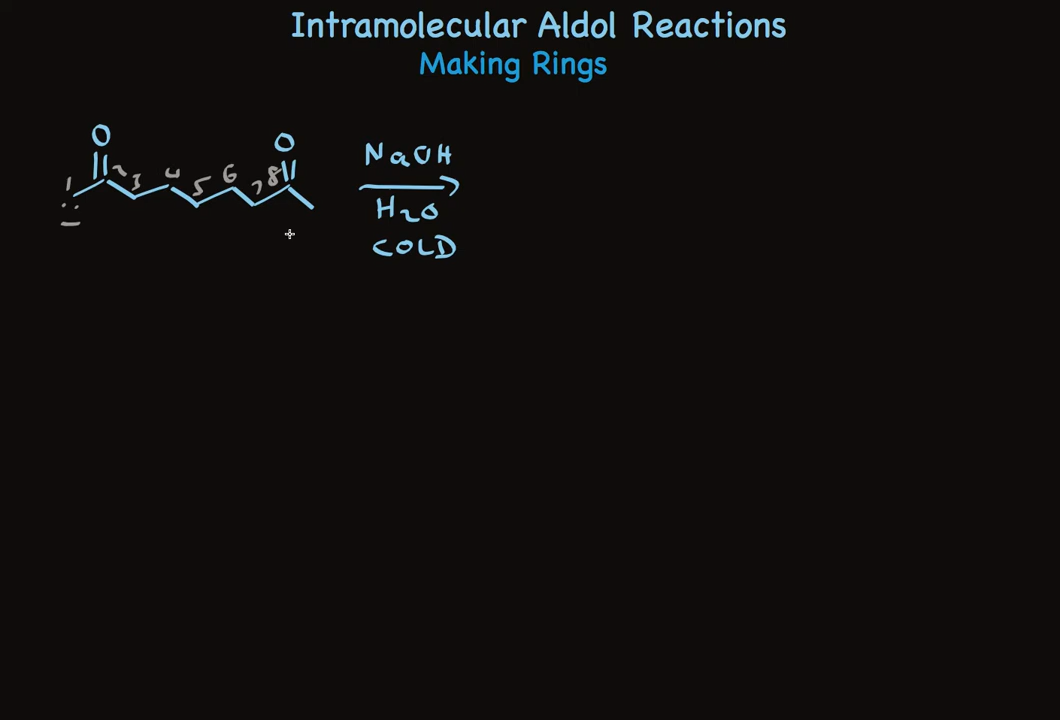 Intramolecular Aldol Reactions
Making Rings
O O
1 2 3 4 5 6 7 8
NaOH
H2O
COLD